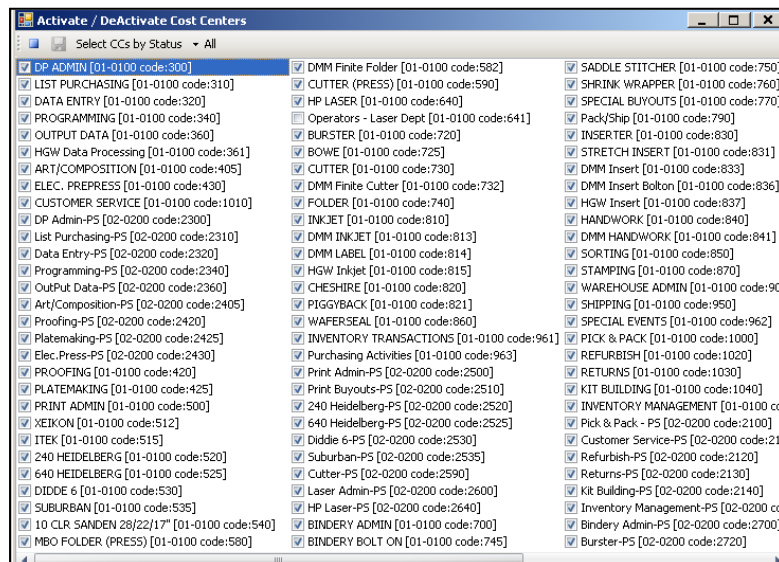 Activate / DeActivate Cost Centers
Select CCs by Status All
DP ADMIN [01-0100 code:300]
LIST PURCHASING [01-0100 code:310]
DATA ENTRY [01-0100 code:320]
PROGRAMMING [01-0100 code:340]
OUTPUT DATA [01-0100 code:360]
HGW Data Processing [01-0100 code:361]
ART/COMPOSITION [01-0100 code:405]
ELEC. PREPRESS [01-0100 code:430]
CUSTOMER SERVICE [01-0100 code:1010]
DP Admin-PS [02-0200 code:2300]
List Purchasing-PS [02-0200 code:2310]
Data Entry-PS [02-0200 code:2320]
Programming-PS [02-0200 code:2340]
OutPut Data-PS [02-0200 code:2360]
Art/Composition-PS [02-0200 code:2405]
Proofing-PS [02-0200 code:2420]
Platemaking-PS [02-0200 code:2425]
Elec.Press-PS [02-0200 code:2430]
PROOFING [01-0100 code:420]
PLATEMAKING [01-0100 code:425]
PRINT ADMIN [01-0100 code:500]
XEIKON [01-0100 code:512]
ITEK [01-0100 code:515]
240 HEIDELBERG [01-0100 code:520]
640 HEIDELBERG [01-0100 code:525]
DIDDE 6 [01-0100 code:530]
SUBURBAN [01-0100 code:535]
10 CLR SANDEN 28/22/17" [01-0100 code:540]
MBO FOLDER (PRESS) [01-0100 code:580]
DMM Finite Folder [01-0100 code:582]
CUTTER (PRESS) [01-0100 code:590]
HP LASER [01-0100 code:640]
Operators - Laser Dept [01-0100 code:641]
BURSTER [01-0100 code:720]
BOWE [01-0100 code:725]
CUTTER [01-0100 code:730]
DMM Finite Cutter [01-0100 code:732]
FOLDER [01-0100 code:740]
INKJET [01-0100 code:810]
DMM INKJET [01-0100 code:813]
DMM LABEL [01-0100 code:814]
HGW Inkjet [01-0100 code:815]
CHESHIRE [01-0100 code:820]
PIGGYBACK [01-0100 code:821]
WAFERSEAL [01-0100 code:860]
INVENTORY TRANSACTIONS [01-0100 code:961]
Purchasing Activities [01-0100 code:963]
Print Admin-PS [02-0200 code:2500]
Print Buyouts-PS [02-0200 code:2510]
240 Heidelberg-PS [02-0200 code:2520]
640 Heidelberg-PS [02-0200 code:2525]
Diddie 6-PS [02-0200 code:2530]
Suburban-PS [02-0200 code:2535]
Cutter-PS [02-0200 code:2590]
Laser Admin-PS [02-0200 code:2600]
HP Laser-PS [02-0200 code:2640]
BINDERY ADMIN [01-0100 code:700]
BINDERY BOLT ON [01-0100 code:745]
SADDLE STITCHER [01-0100 code:750]
SHRINK WRAPPER [01-0100 code:760]
SPECIAL BUYOUTS [01-0100 code:770]
Pack/Ship [01-0100 code:790]
INSERTER [01-0100 code:830]
STRETCH INSERT [01-0100 code:831]
DMM Insert [01-0100 code:833]
DMM Insert Bolton [01-0100 code:836]
HGW Insert [01-0100 code:837]
HANDWORK [01-0100 code:840]
DMM HANDWORK [01-0100 code:841]
SORTING [01-0100 code:850]
STAMPING [01-0100 code:870]
WAREHOUSE ADMIN [01-0100 code:90
SHIPPING [01-0100 code:950]
SPECIAL EVENTS [01-0100 code:962]
PICK & PACK [01-0100 code:1000]
REFURBISH [01-0100 code:1020]
RETURNS [01-0100 code:1030]
KIT BUILDING [01-0100 code:1040]
INVENTORY MANAGEMENT [01-0100 co
Pick & Pack - PS [02-0200 code:2100]
Customer Service-PS [02-0200 code:21
Refurbish-PS [02-0200 code:2120]
Returns-PS [02-0200 code:2130]
Kit Building-PS [02-0200 code:2140]
Inventory Management-PS [02-0200 co
Bindery Admin-PS [02-0200 code:2700]
Burster-PS [02-0200 code:2720]